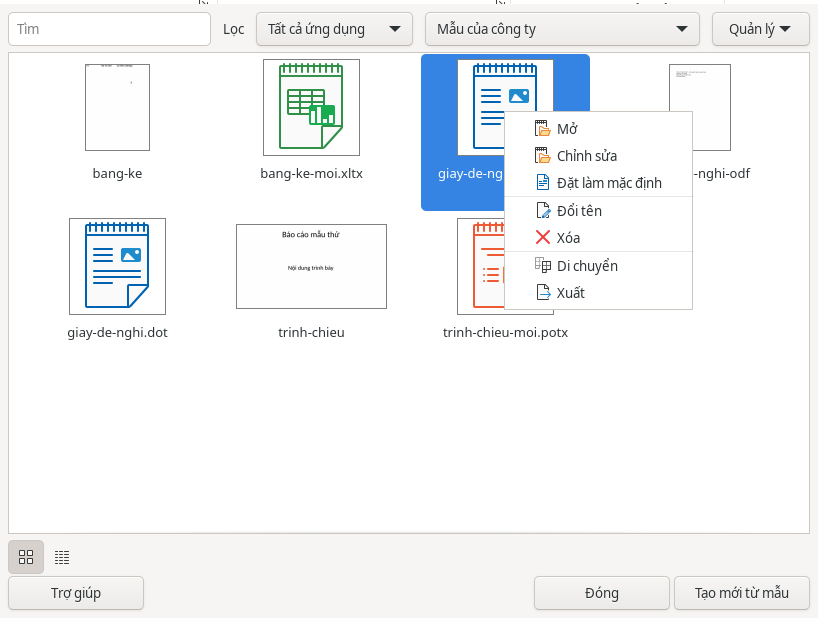 Tìm
Lọc
Tất cả ứng dụng
Mẫu của công ty
Quản lý
bang-ke
bang-ke-moi.xltx
giay-de-ng
-nghi-odf
Mở
Chỉnh sửa
Đặt làm mặc định
Đổi tên
Xóa
Di chuyển
Xuất
giay-de-nghi.dot
Báo cáo mẫu thử
Nội dung trình bày
trinh-chieu
trinh-chieu-moi.potx
Trợ giúp
Đóng
Tạo mới từ mẫu